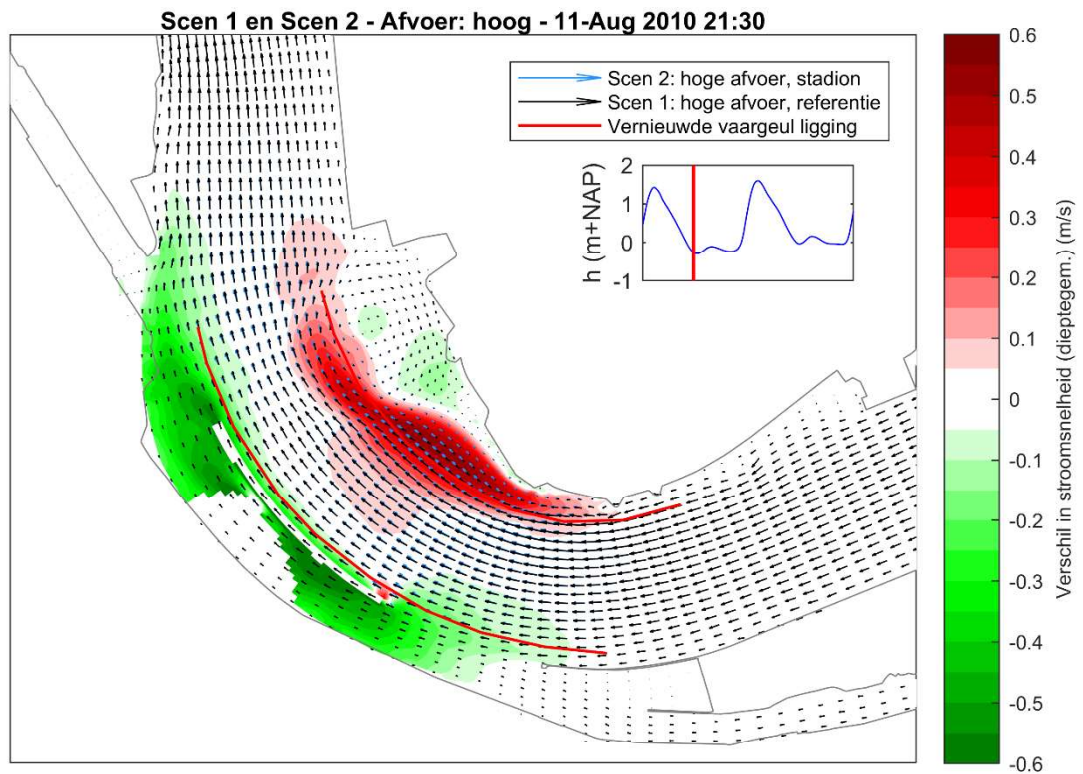 Scen 1 en Scen 2 - Afvoer: hoog - 11-Aug 2010 21:30
Scen 2: hoge afvoer, stadion
Scen 1: hoge afvoer, referentie
Vernieuwde vaargeul ligging
h (m+NAP)
2
1
0
-1
0.6
0.5
0.4
0.3
0.2
0.1
0
-0.1
-0.2
-0.3
-0.4
-0.5
-0.6
Verschil in stroomsnelheid (dieptegem.) (m/s)